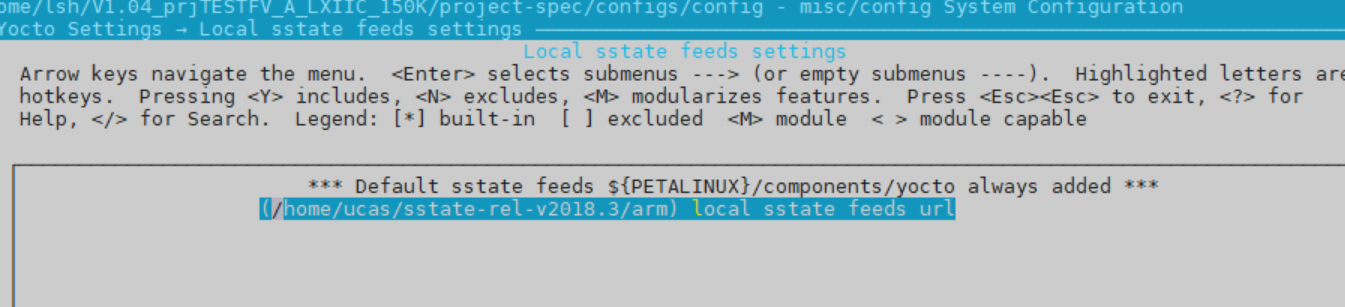 ome/lsh/V1.04_prjTESTFV_A_LXIIC_150K/project-spec/configs/config - misc/config System Configuration
Yocto Settings → Local sstate feeds settings
Local sstate feeds settings
Arrow keys navigate the menu.  <Enter> selects submenus ---> (or empty submenus ----).  Highlighted letters are
hotkeys.  Pressing <Y> includes, <N> excludes, <M> modularizes features.  Press <Esc><Esc> to exit, <?> for
Help, </> for Search.  Legend: [*] built-in  [ ] excluded  <M> module  < > module capable
*** Default sstate feeds ${PETALINUX}/components/yocto always added ***
(/home/ucas/sstate-rel-v2018.3/arm) local sstate feeds url